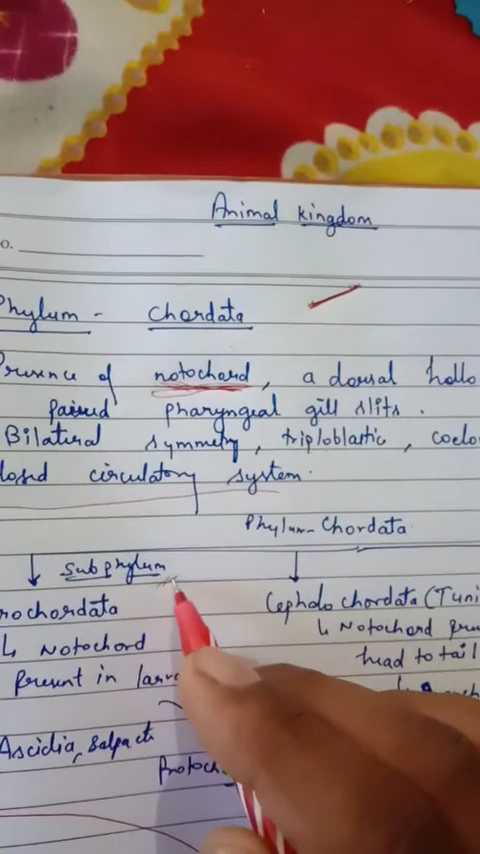 Animal kingdom
o.
Phylum - Chordata
Presence of notochord, a dorsal hollo
paired pharyngeal gill slits.
Bilateral symmetry, triploblastic, coelo
losed circulatory system.
Phylum-Chordata
Subphylum
rochordata
Cephalochordata (Tuni
↳ Notochord
↳ Notochord
present in larva
head to tail
Ascidia, Salpa etc
Protoc